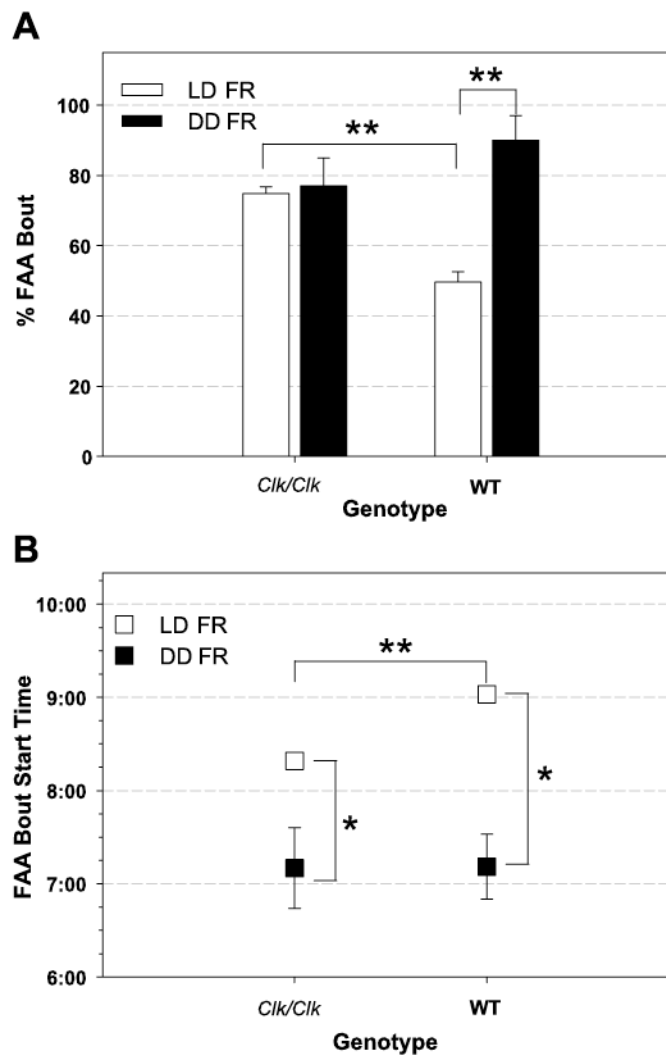 A
LD FR
DD FR
**
**
100
80
60
40
20
0
% FAA Bout
Clk/Clk
WT
Genotype
B
LD FR
DD FR
**
*
*
10:00
9:00
8:00
7:00
6:00
FAA Bout Start Time
Clk/Clk
WT
Genotype